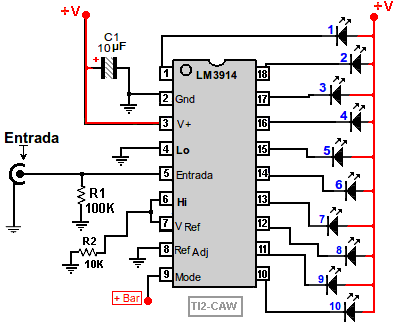 +V
+V
C1
10µF
+
LM3914
1
2
3
4
5
6
7
8
9
Gnd
V+
Lo
Entrada
Hi
V Ref
Ref Adj
Mode
18
17
16
15
14
13
12
11
10
1
2
3
4
5
6
7
8
9
10
Entrada
R1
100K
R2
10K
+ Bar
TI2-CAW